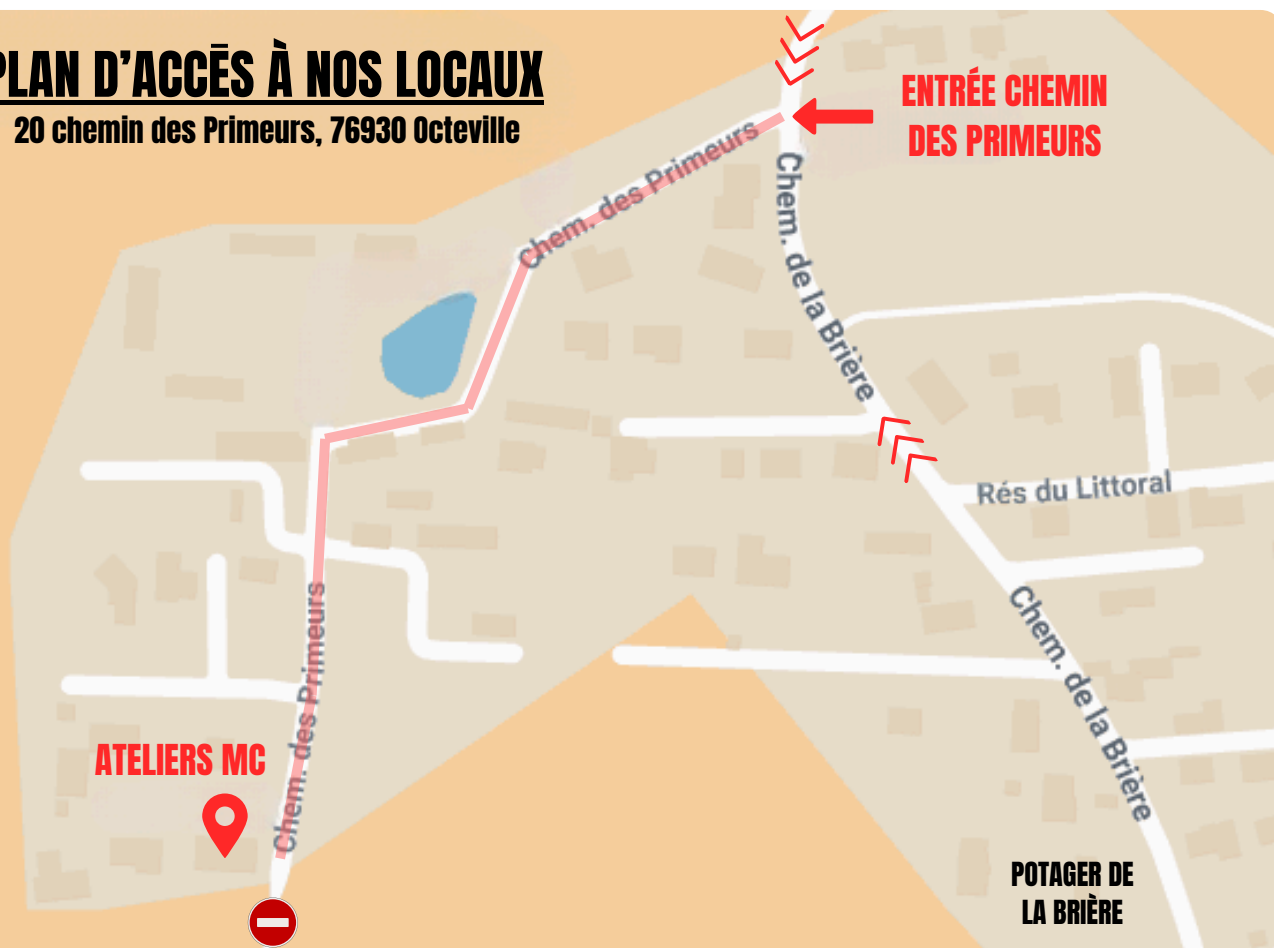 PLAN D'ACCĒS À NOS LOCAUX
20 chemin des Primeurs, 76930 Octeville
ENTRÉE CHEMIN
DES PRIMEURS
Chem. des Primeurs
Chem. de la Brière
Rés du Littoral
Chem. de la Brière
Chem. des Primeurs
ATELIERS MC
POTAGER DE
LA BRIÈRE